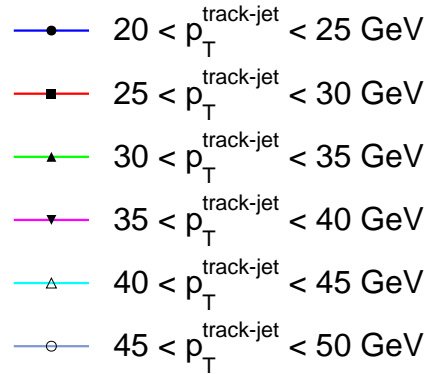 20 < p_T^track-jet < 25 GeV
25 < p_T^track-jet < 30 GeV
30 < p_T^track-jet < 35 GeV
35 < p_T^track-jet < 40 GeV
40 < p_T^track-jet < 45 GeV
45 < p_T^track-jet < 50 GeV